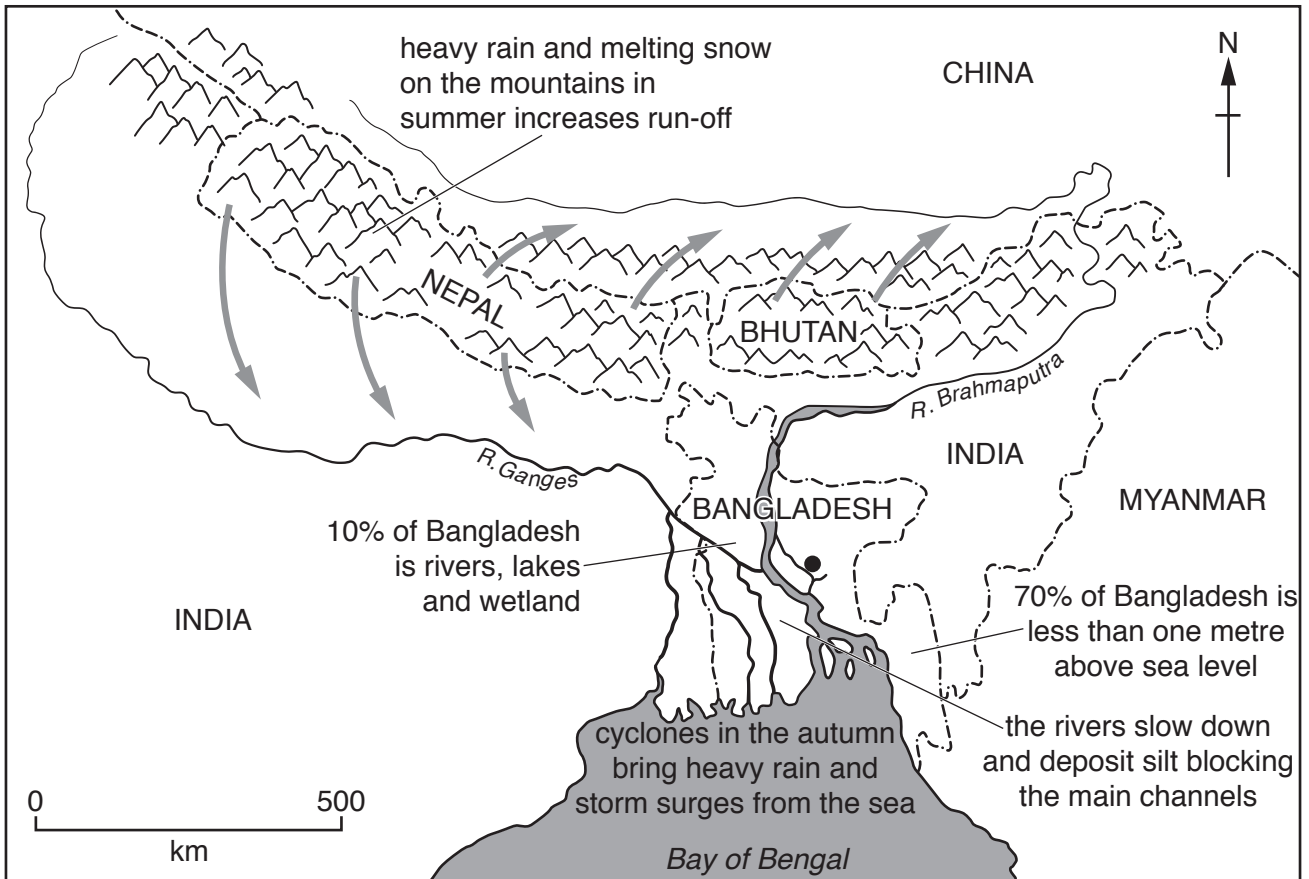 heavy rain and melting snow
on the mountains in
summer increases run-off
CHINA
N
NEPAL
BHUTAN
R. Brahmaputra
INDIA
R. Ganges
BANGLADESH
MYANMAR
10% of Bangladesh
is rivers, lakes
and wetland
INDIA
70% of Bangladesh is
less than one metre
above sea level
the rivers slow down
and deposit silt blocking
the main channels
cyclones in the autumn
bring heavy rain and
storm surges from the sea
0 500
km
Bay of Bengal